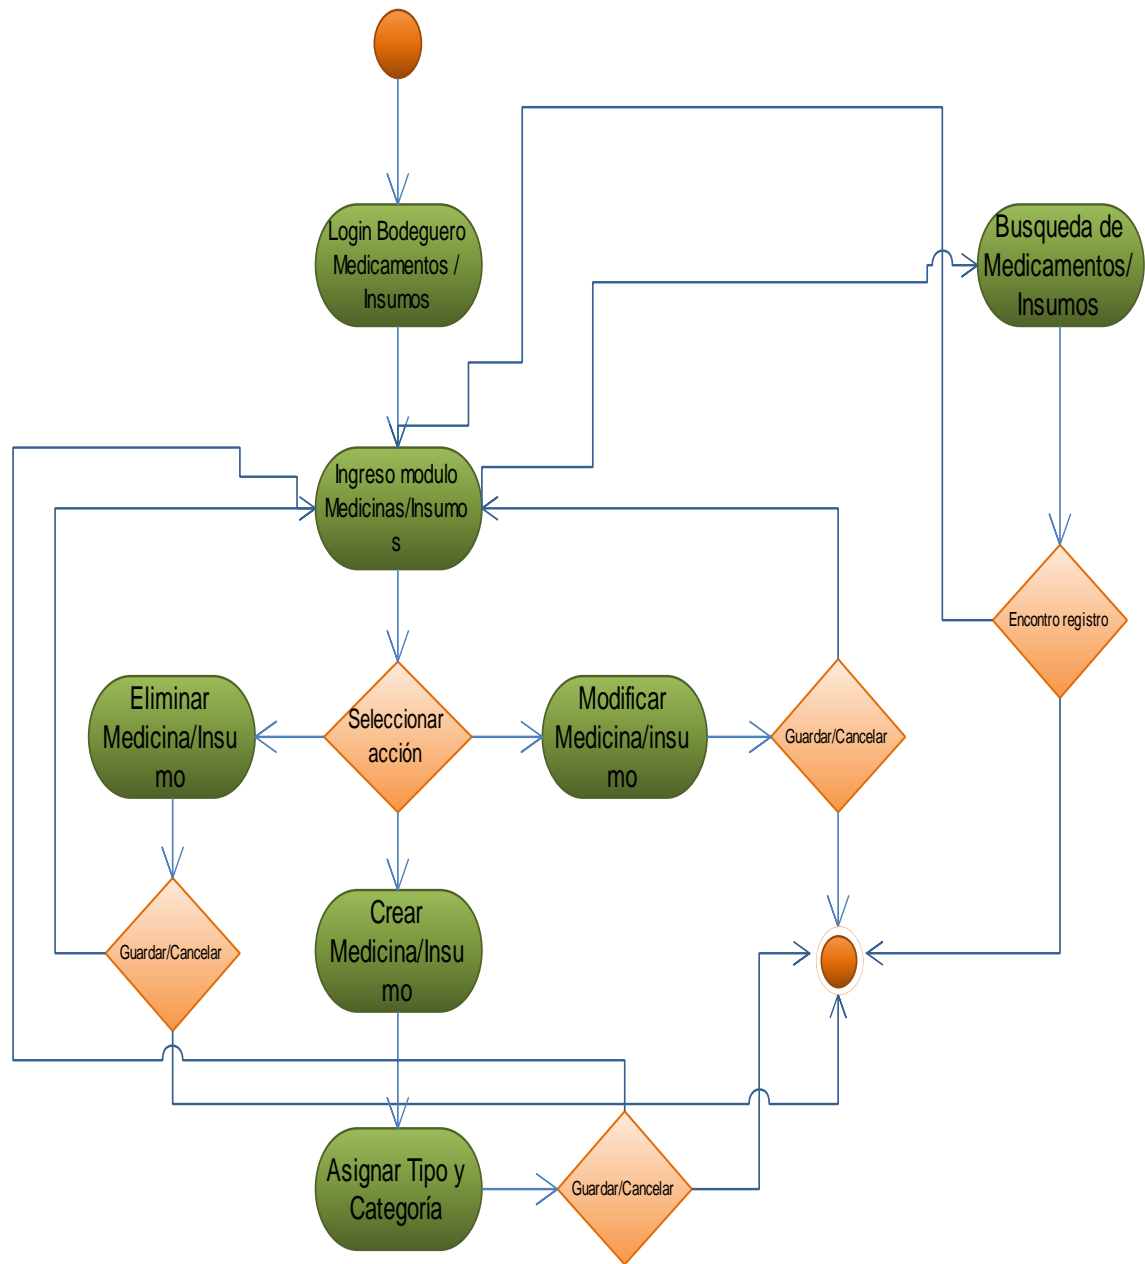 Login Bodeguero
Medicamentos /
Insumos
Busqueda de
Medicamentos/
Insumos
Ingreso modulo
Medicinas/Insumo
s
Encontro registro
Eliminar
Medicina/Insu
mo
Seleccionar
acción
Modificar
Medicina/insu
mo
Guardar/Cancelar
Guardar/Cancelar
Crear
Medicina/Insu
mo
Asignar Tipo y
Categoría
Guardar/Cancelar